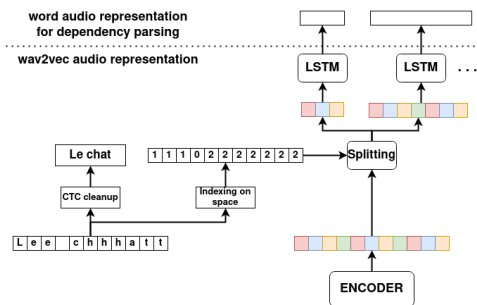 word audio representation
for dependency parsing
wav2vec audio representation
LSTM
LSTM
. . .
Le chat
1 1 1 0 2 2 2 2 2 2 2
Splitting
CTC cleanup
Indexing on
space
L e e c h h h a t t
ENCODER